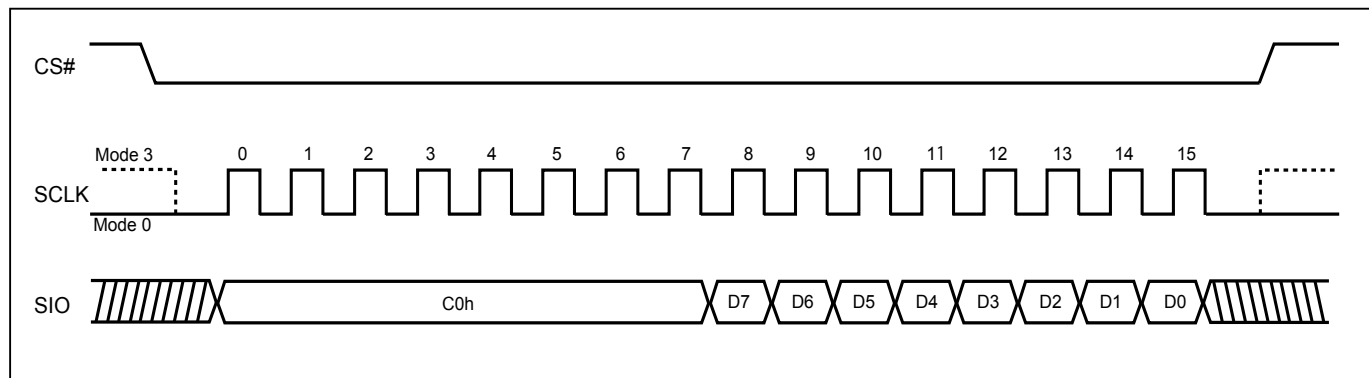 CS#
Mode 3
0 1 2 3 4 5 6 7 8 9 10 11 12 13 14 15
SCLK
Mode 0
SIO
C0h D7 D6 D5 D4 D3 D2 D1 D0